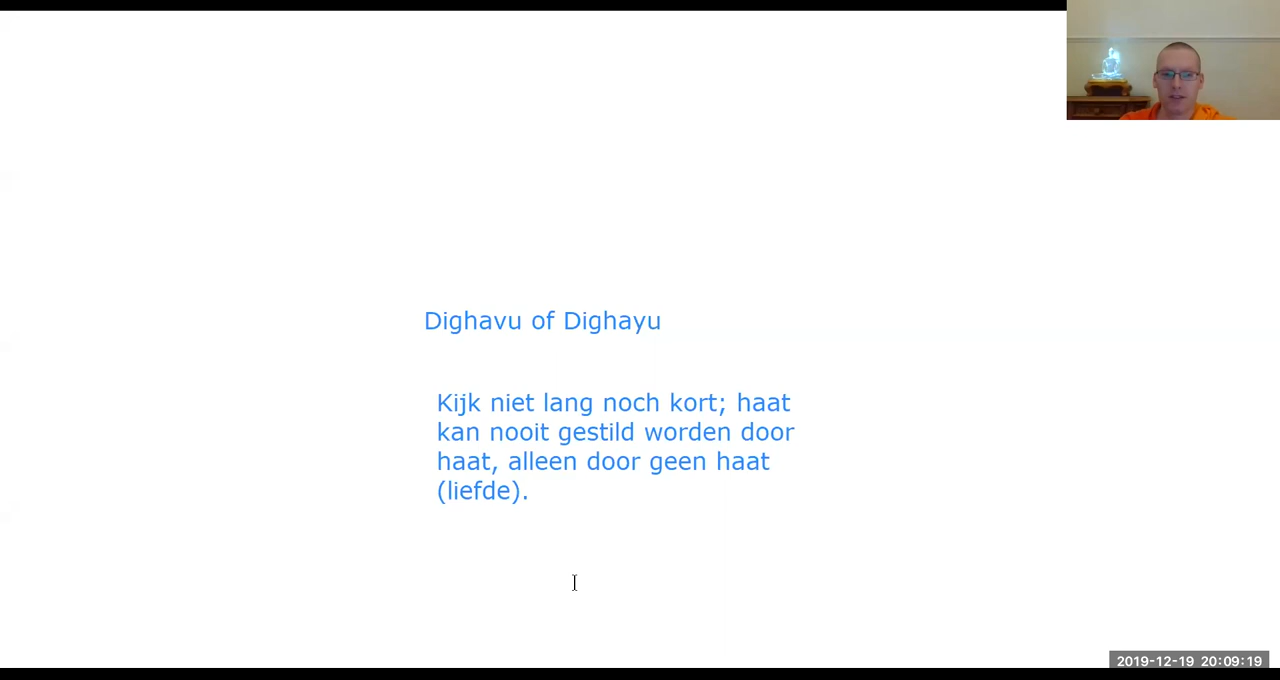 Dighavu of Dighayu
Kijk niet lang noch kort; haat
kan nooit gestild worden door
haat, alleen door geen haat
(liefde).
2019-12-19 20:09:19